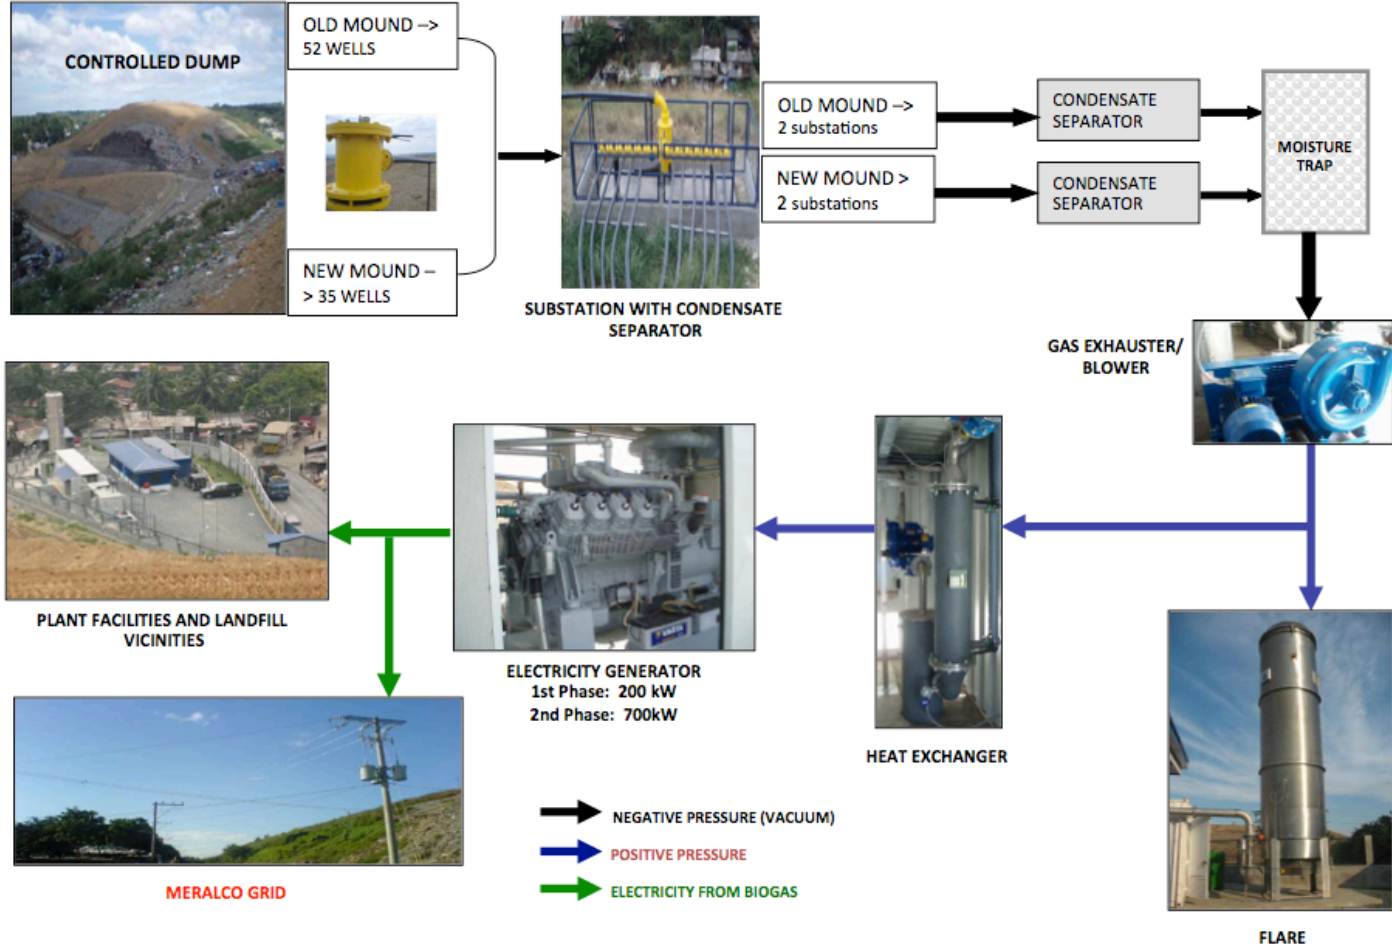 CONTROLLED DUMP
OLD MOUND –>
52 WELLS
NEW MOUND –
> 35 WELLS
SUBSTATION WITH CONDENSATE
SEPARATOR
OLD MOUND –>
2 substations
NEW MOUND >
2 substations
CONDENSATE
SEPARATOR
CONDENSATE
SEPARATOR
MOISTURE
TRAP
GAS EXHAUSTER/
BLOWER
PLANT FACILITIES AND LANDFILL
VICINITIES
ELECTRICITY GENERATOR
1st Phase: 200 kW
2nd Phase: 700kW
VARTA
HEAT EXCHANGER
FLARE
MERALCO GRID
NEGATIVE PRESSURE (VACUUM)
POSITIVE PRESSURE
ELECTRICITY FROM BIOGAS